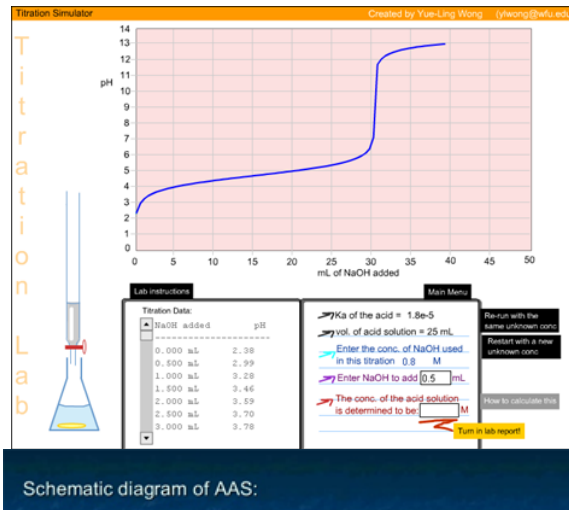 Titration Simulator
Created by Yue-Ling Wong (ylwong@wfu.edu
Titration Lab
14
13
12
11
pH
10
9
8
7
6
5
4
3
2
1
0
0 5 10 15 20 25 30 35 40 45 50
mL of NaOH added
Lab instructions
Main Menu
Titration Data:
NaOH added pH
0.000 mL 2.38
0.500 mL 2.99
1.000 mL 3.28
1.500 mL 3.46
2.000 mL 3.59
2.500 mL 3.70
3.000 mL 3.78
Ka of the acid = 1.8e-5
vol. of acid solution = 25 mL
Enter the conc. of NaOH used
in this titration 0.8 M
Enter NaOH to add 0.5 mL
The conc. of the acid solution
is determined to be: M
Re-run with the
same unknown conc
Restart with a new
unknown conc
How to calculate this
Turn in lab report!
Schematic diagram of AAS: